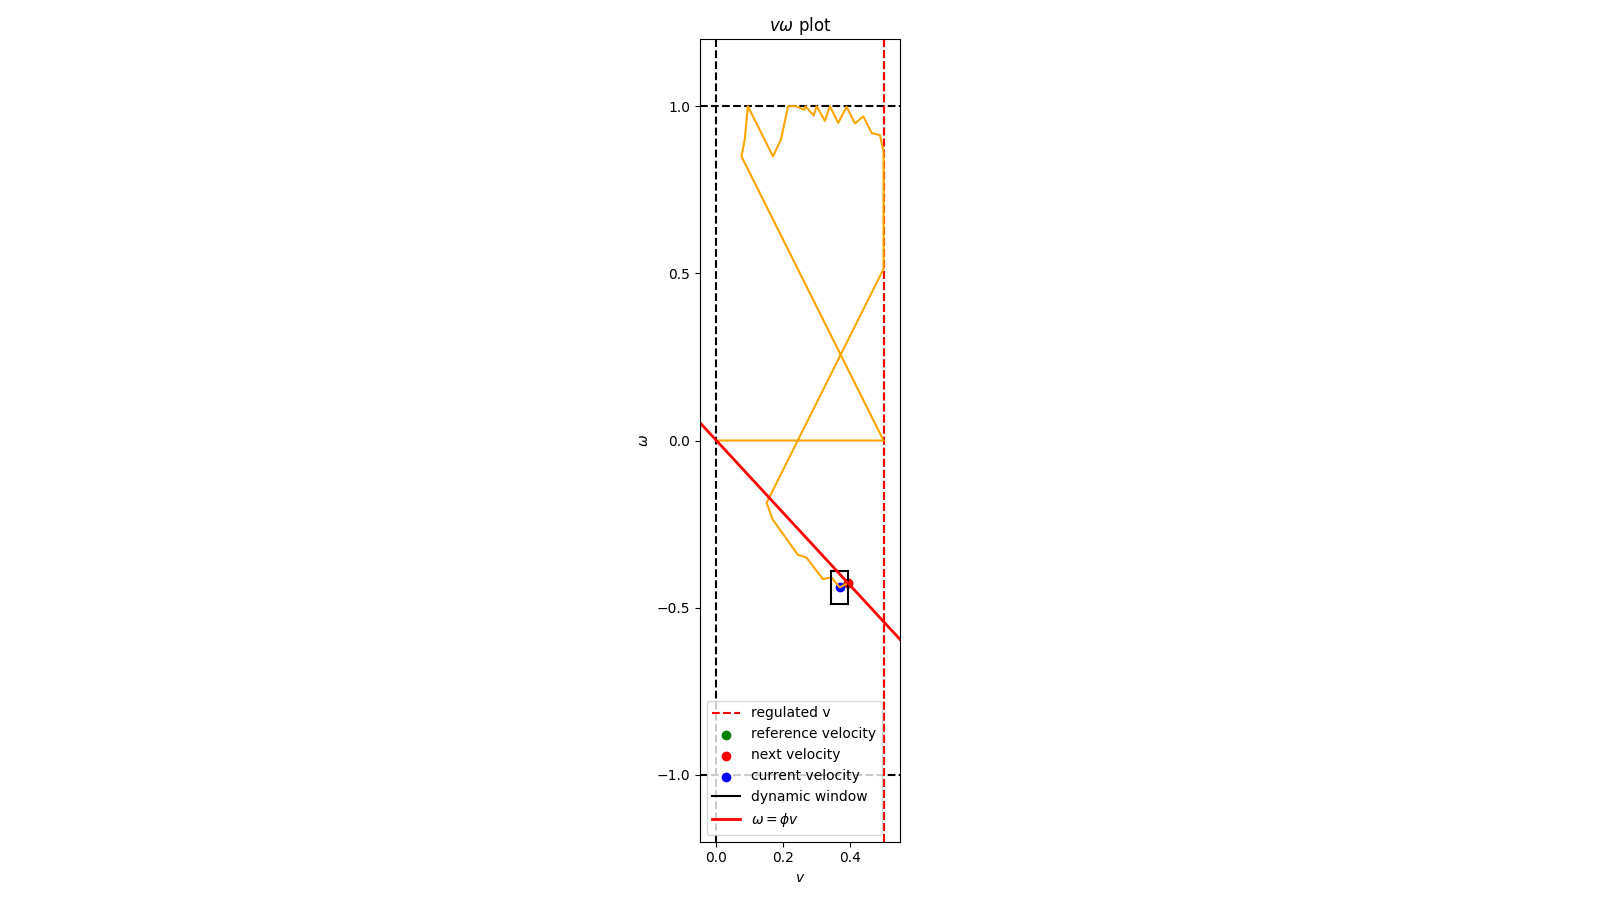 vω plot
1.0
0.5
0.0
−0.5
−1.0
ω
0.0 0.2 0.4
v
regulated v
reference velocity
next velocity
current velocity
dynamic window
ω = ϕv